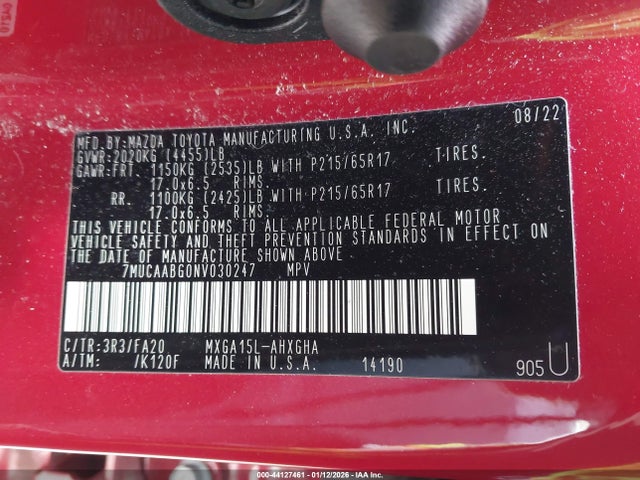 MFD.BY:MAZDA TOYOTA MANUFACTURING U.S.A. INC. 08/22
GVWR:2020KG (4455)LB
GAWR:FRT. 1150KG (2535)LB WITH P215/65R17 TIRES.
17.0x6.5 RIMS.
RR. 1100KG (2425)LB WITH P215/65R17 TIRES.
17.0x6.5 RIMS.
THIS VEHICLE CONFORMS TO ALL APPLICABLE FEDERAL MOTOR
VEHICLE SAFETY AND THEFT PREVENTION STANDARDS IN EFFECT ON
THE DATE OF MANUFACTURE SHOWN ABOVE.
7MUCAABG0NV030247 MPV
C/TR:3R3/FA20 MXGA15L-AHXGHA
A/TM: /K120F MADE IN U.S.A. 14190 905 U
© IAA - 44127461 - 01/12/2026 - IAAI.com